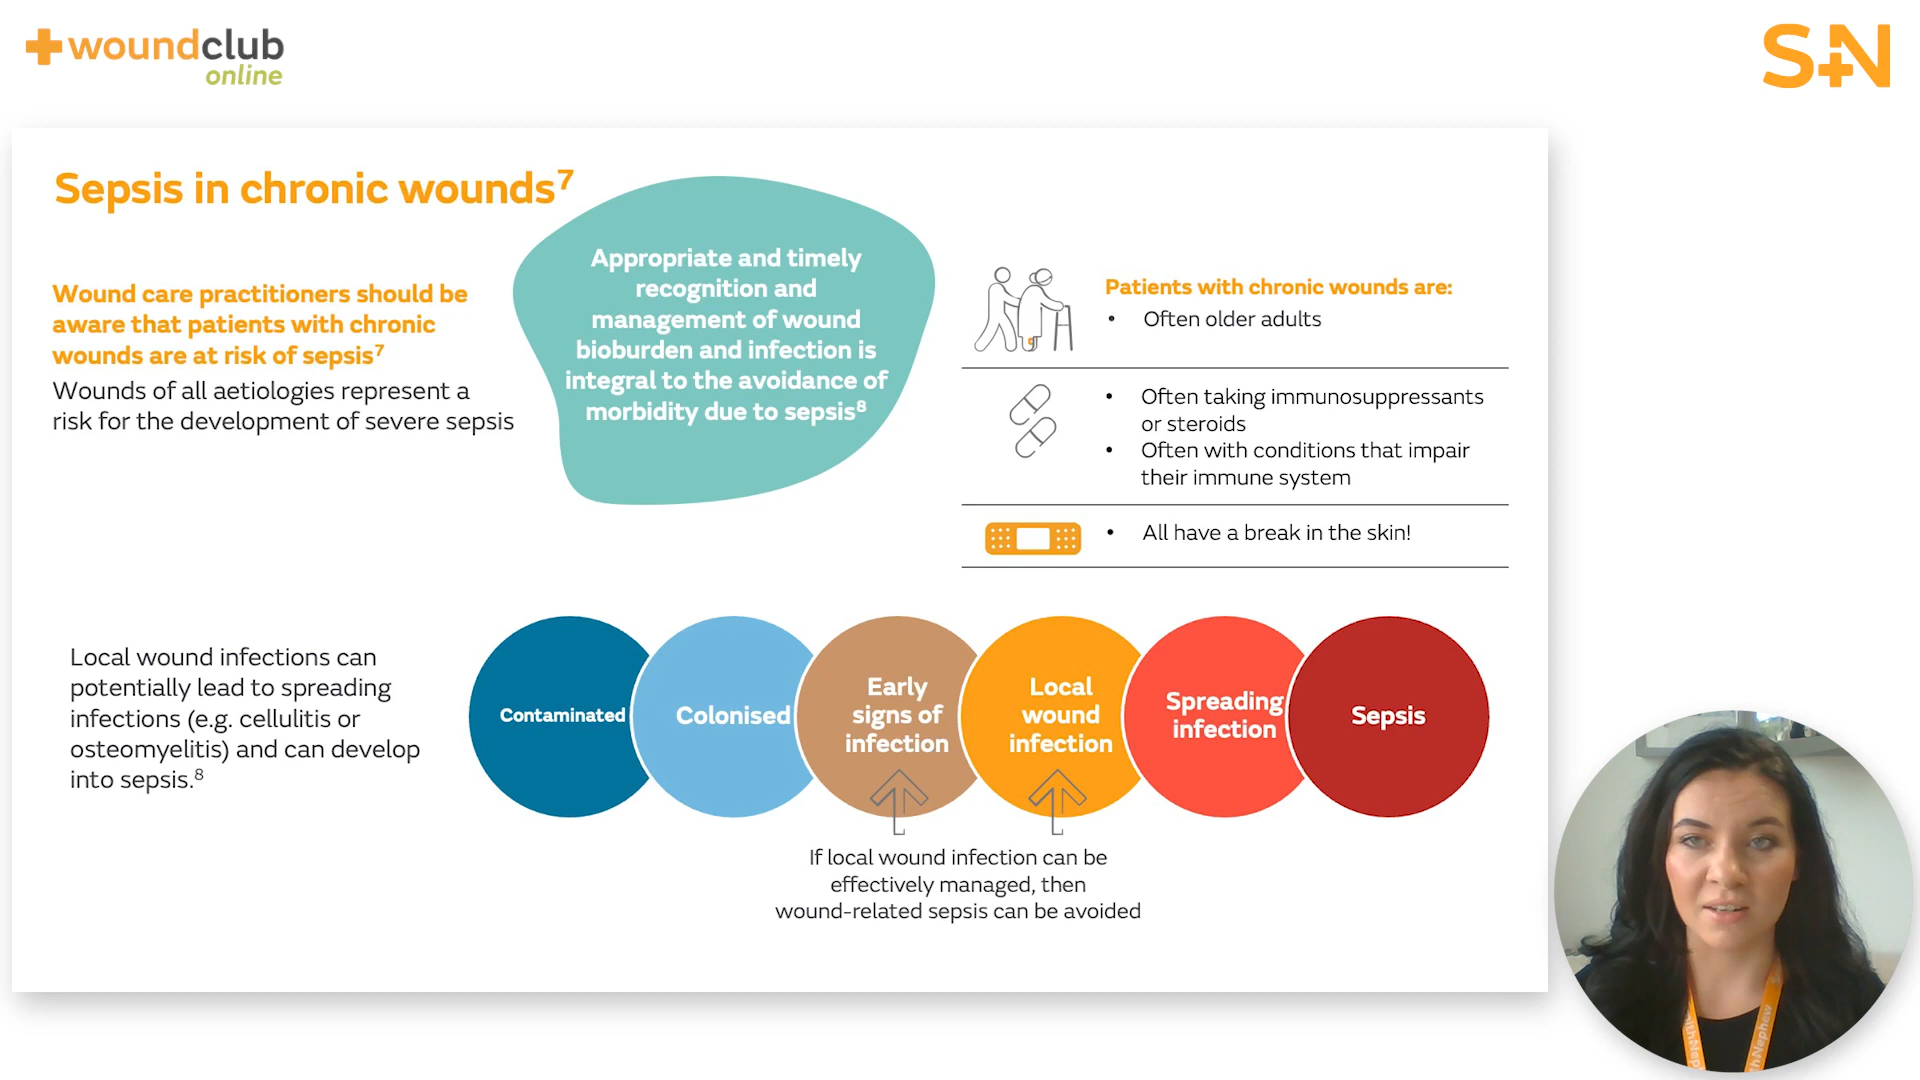 woundclub
online
S+N
Sepsis in chronic wounds⁷
Wound care practitioners should be
aware that patients with chronic
wounds are at risk of sepsis⁷
Wounds of all aetiologies represent a
risk for the development of severe sepsis
Appropriate and timely
recognition and
management of wound
bioburden and infection is
integral to the avoidance of
morbidity due to sepsis⁸
Patients with chronic wounds are:
• Often older adults
• Often taking immunosuppressants
or steroids
• Often with conditions that impair
their immune system
• All have a break in the skin!
Local wound infections can
potentially lead to spreading
infections (e.g. cellulitis or
osteomyelitis) and can develop
into sepsis.⁸
Contaminated
Colonised
Early
signs of
infection
Local
wound
infection
Spreading
infection
Sepsis
If local wound infection can be
effectively managed, then
wound-related sepsis can be avoided